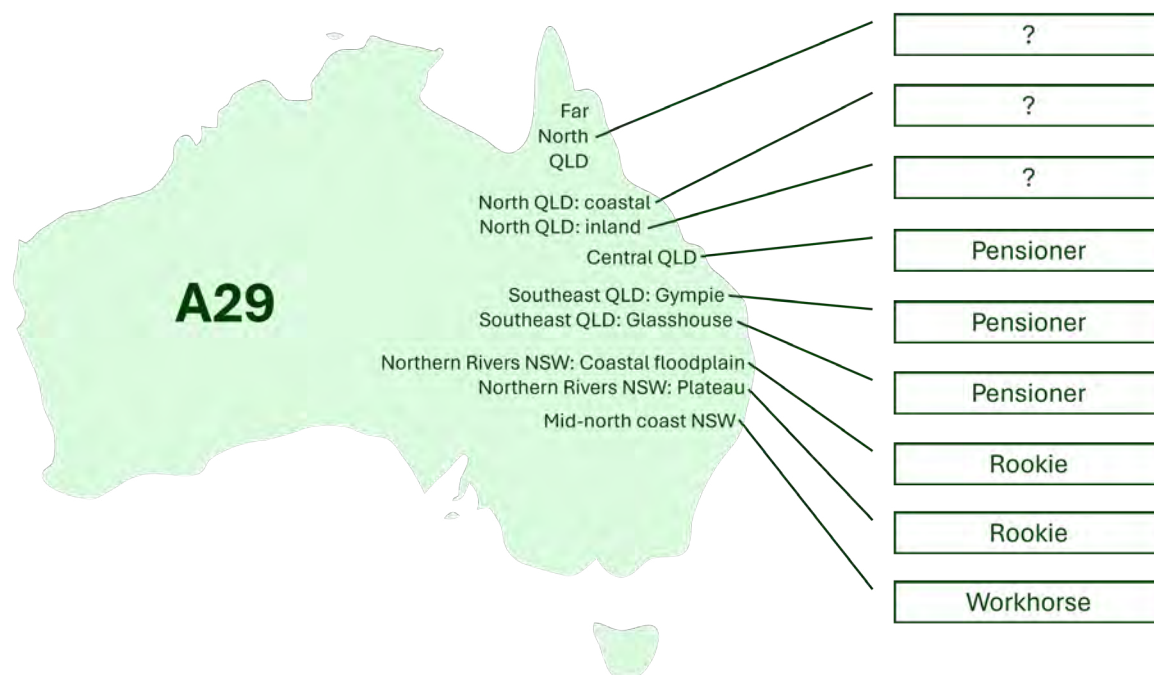 ?
?
?
Pensioner
Pensioner
Pensioner
Rookie
Rookie
Workhorse
Far
North
QLD
North QLD: coastal
North QLD: inland
Central QLD
Southeast QLD: Gympie
Southeast QLD: Glasshouse
Northern Rivers NSW: Coastal floodplain
Northern Rivers NSW: Plateau
Mid-north coast NSW
A29